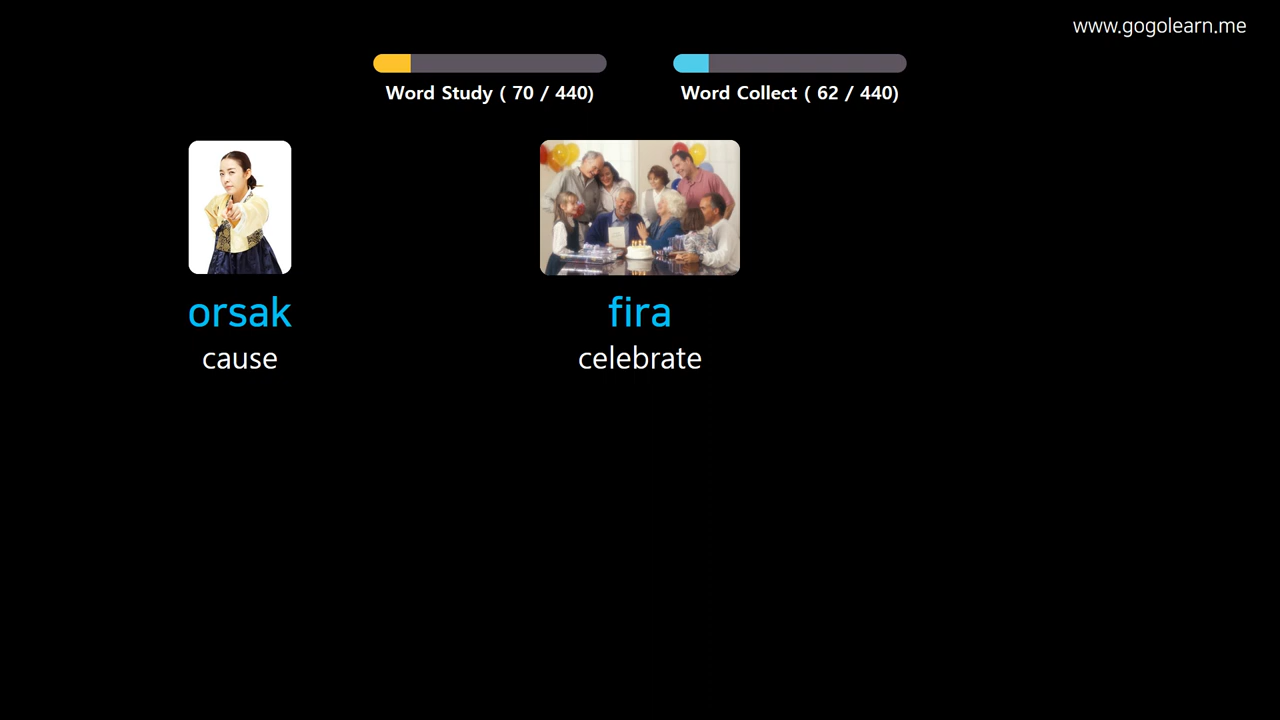 www.gogolearn.me
Word Study ( 70 / 440)
Word Collect ( 62 / 440)
orsak
fira
cause
celebrate